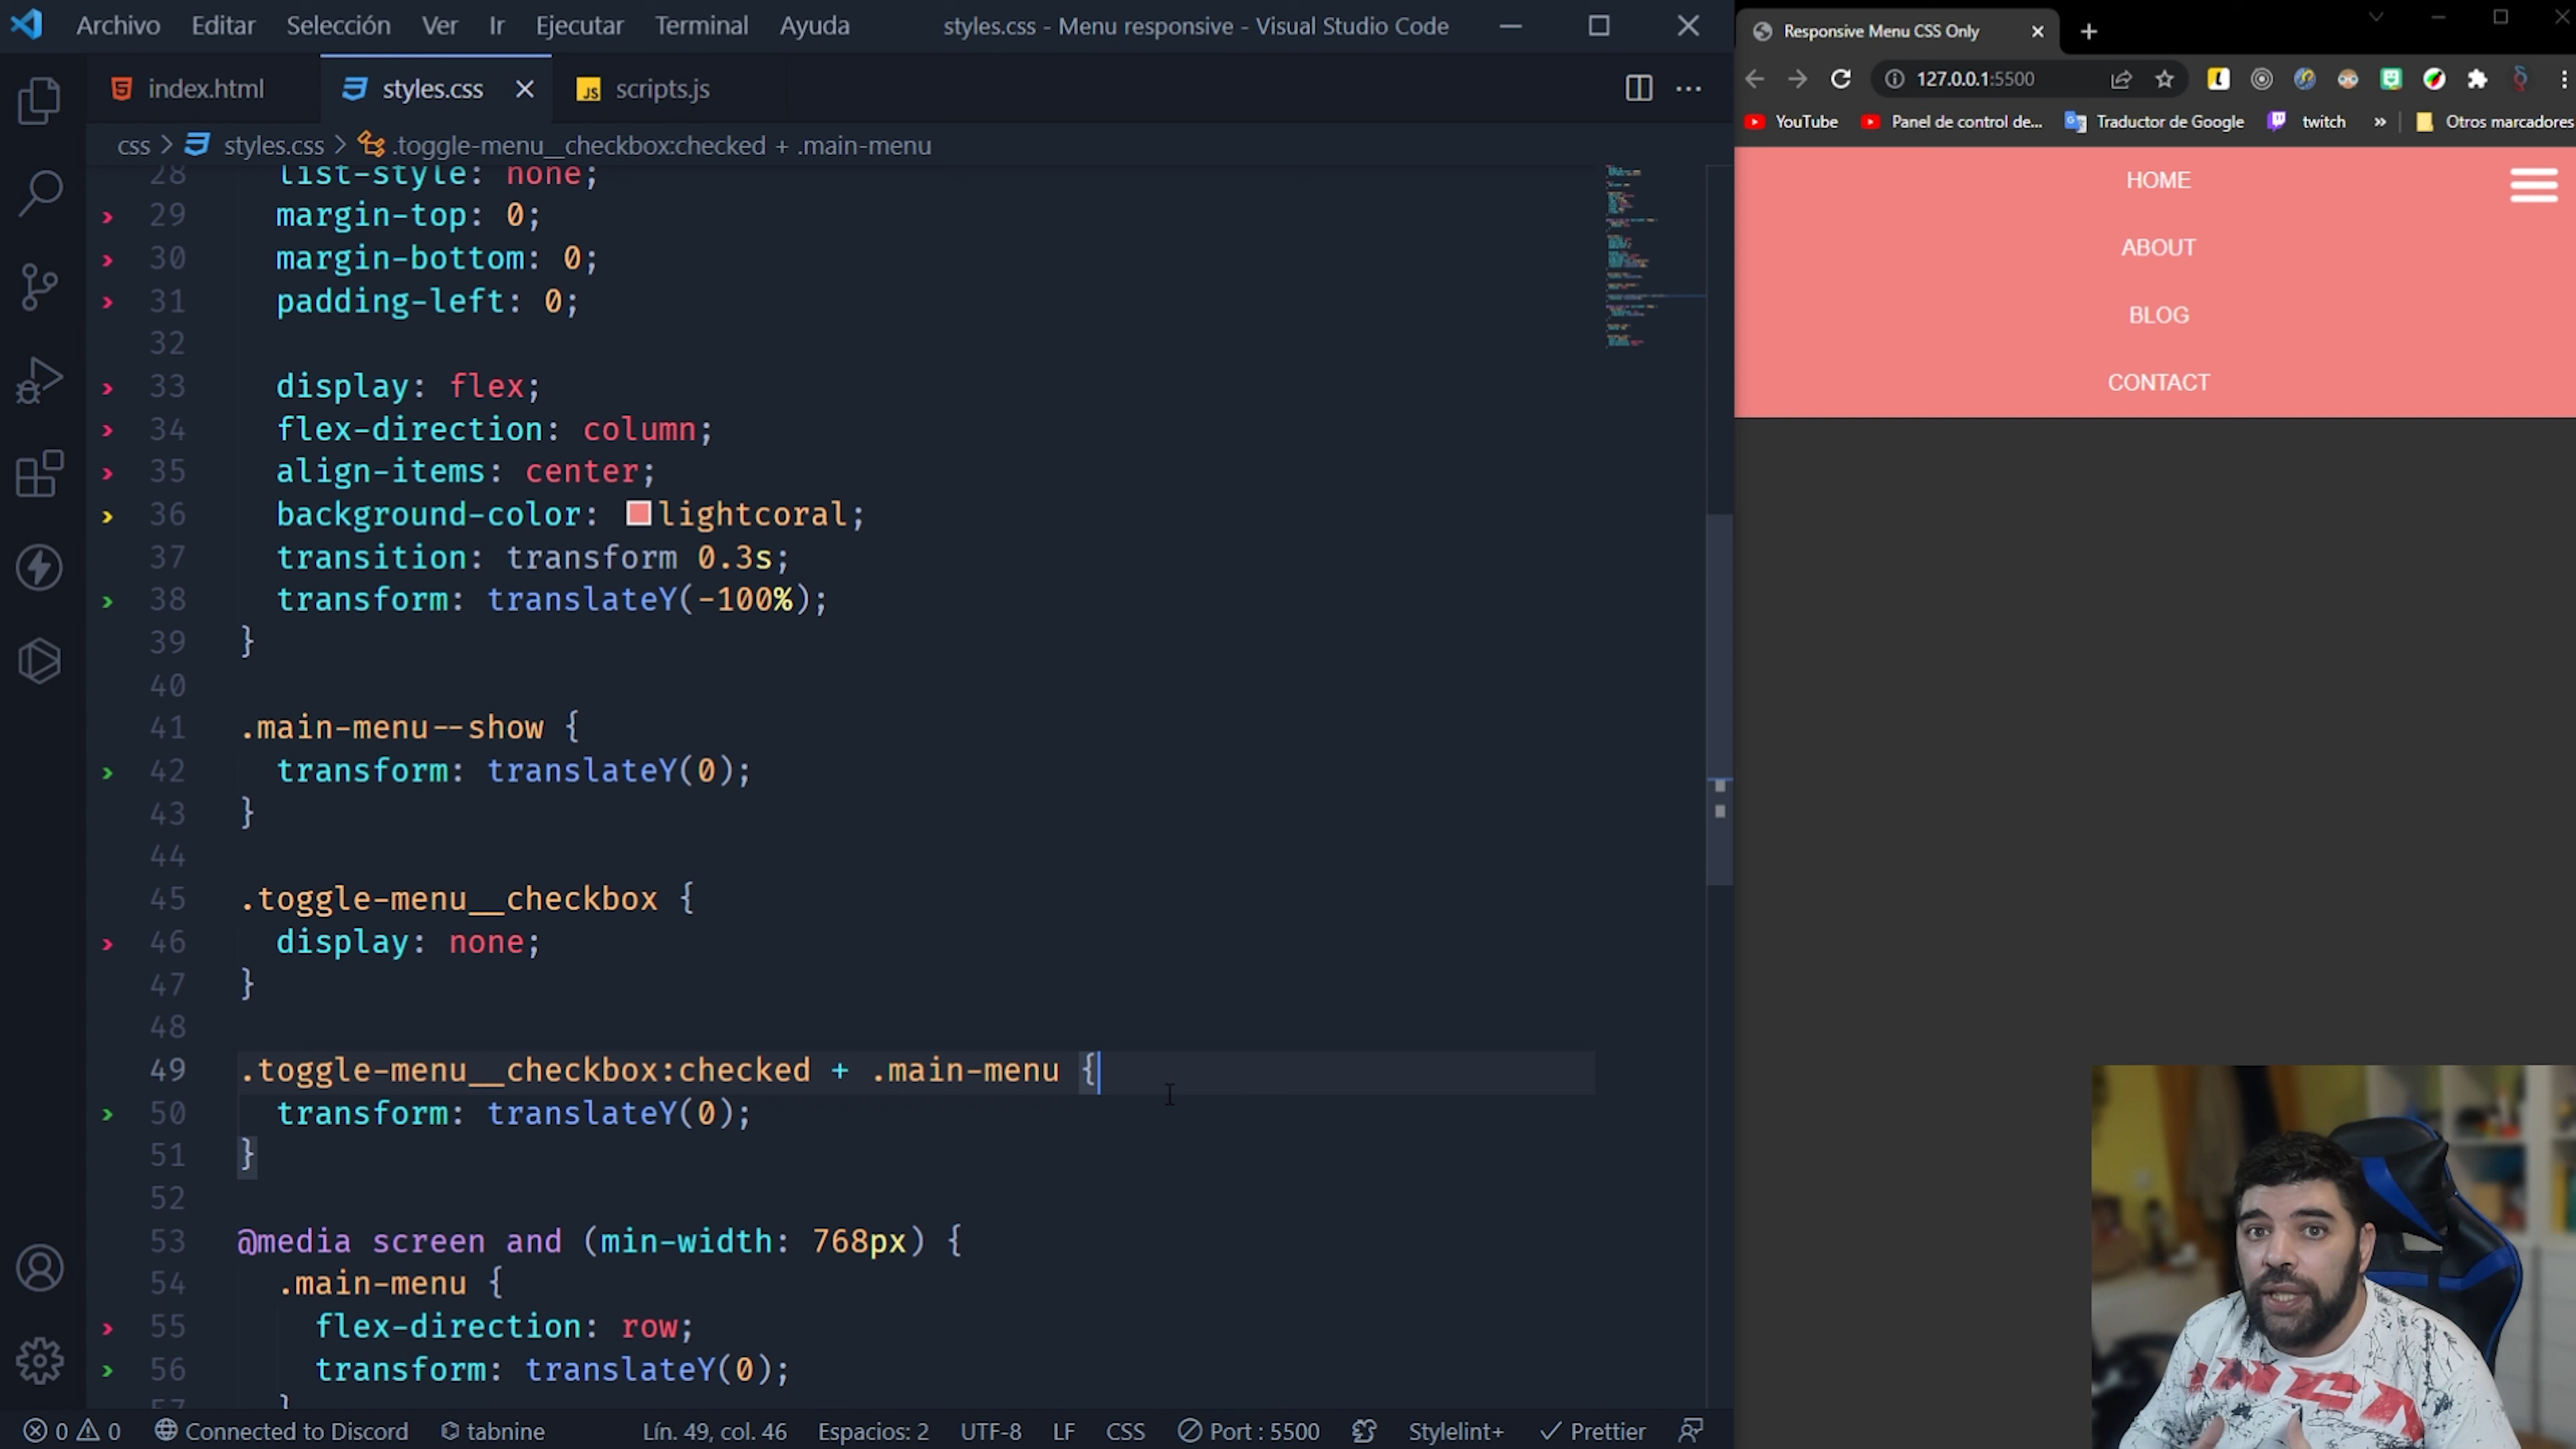 Archivo Editar Selección Ver Ir Ejecutar Terminal Ayuda styles.css - Menu responsive - Visual Studio Code
index.html styles.css JS scripts.js
css > styles.css > .toggle-menu__checkbox:checked + .main-menu
28 list-style: none;
29 margin-top: 0;
30 margin-bottom: 0;
31 padding-left: 0;
32
33 display: flex;
34 flex-direction: column;
35 align-items: center;
36 background-color: lightcoral;
37 transition: transform 0.3s;
38 transform: translateY(-100%);
39 }
40
41 .main-menu--show {
42 transform: translateY(0);
43 }
44
45 .toggle-menu__checkbox {
46 display: none;
47 }
48
49 .toggle-menu__checkbox:checked + .main-menu {
50 transform: translateY(0);
51 }
52
53 @media screen and (min-width: 768px) {
54 .main-menu {
55 flex-direction: row;
56 transform: translateY(0);
57 }
0 0 Connected to Discord tabnine Lín. 49, col. 46 Espacios: 2 UTF-8 LF CSS Port : 5500 Stylelint+ Prettier
Responsive Menu CSS Only
127.0.0.1:5500
YouTube Panel de control de... Traductor de Google twitch » Otros marcadores
HOME
ABOUT
BLOG
CONTACT